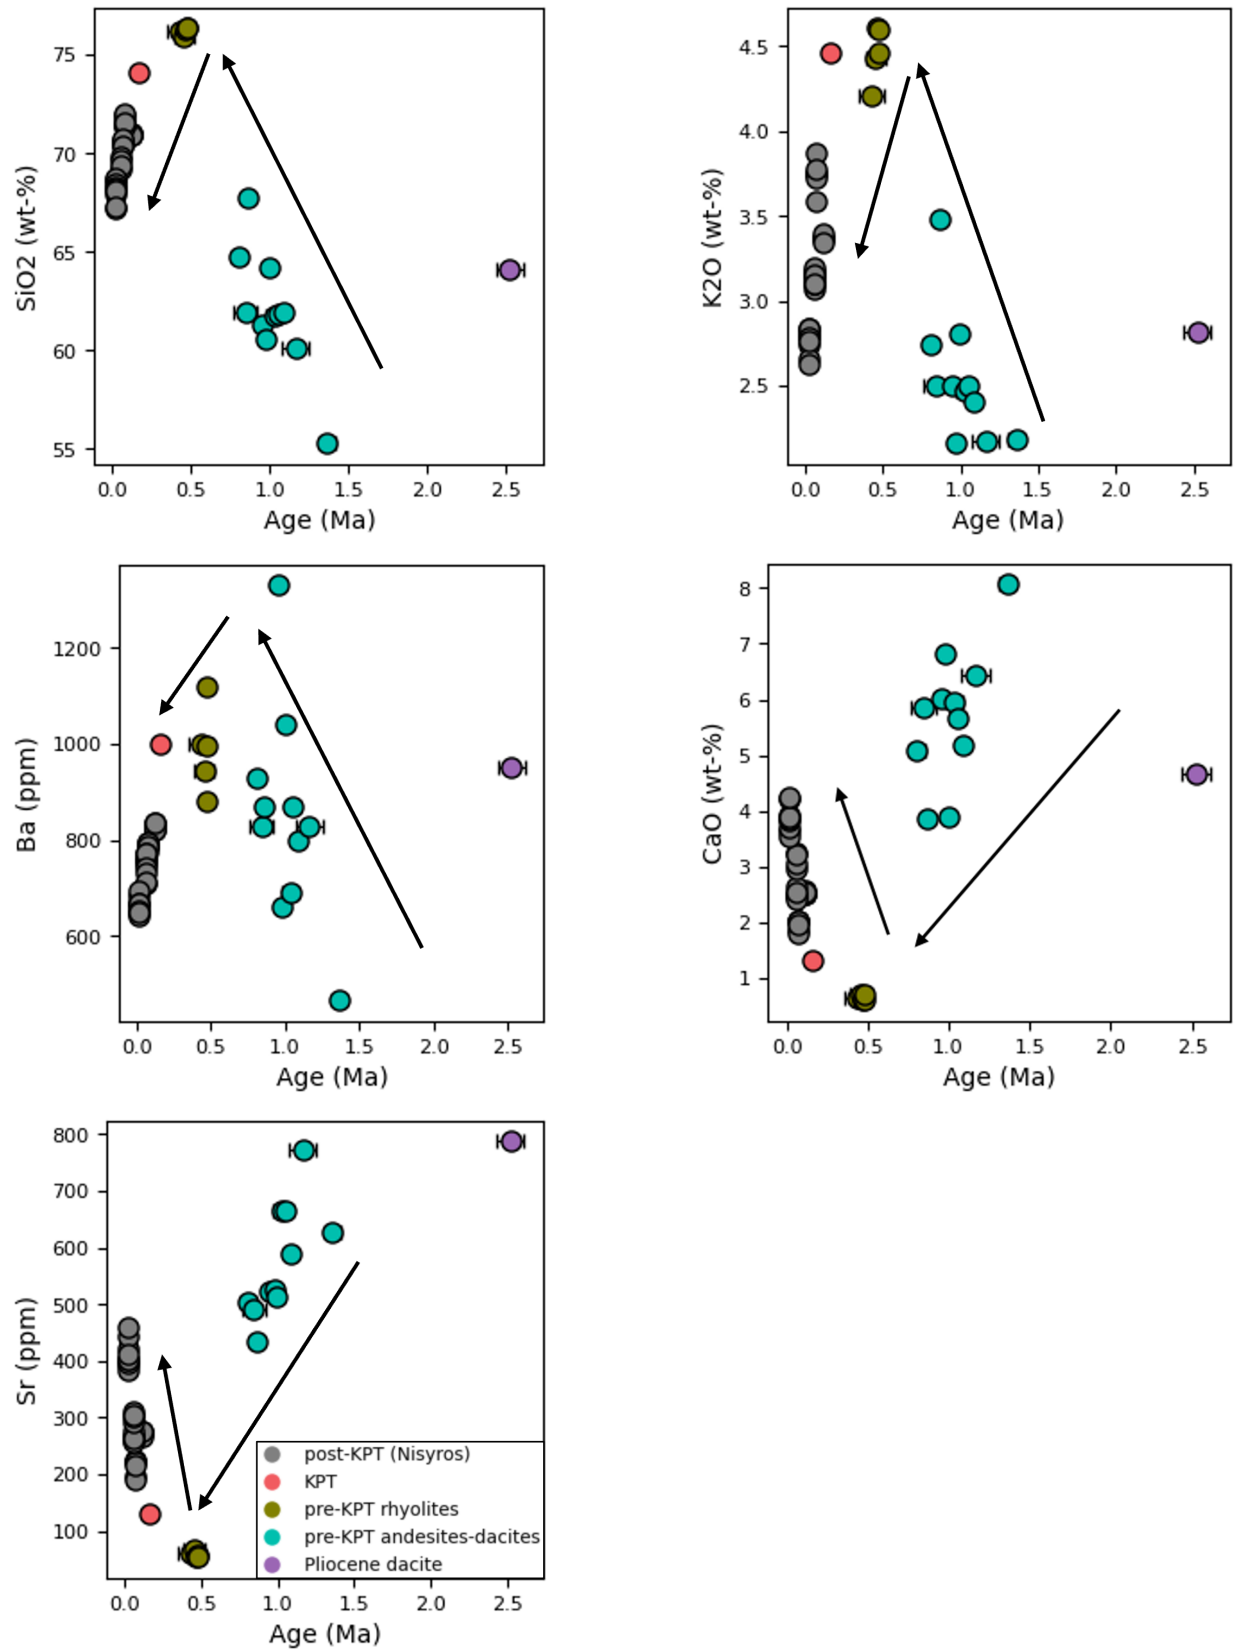 SiO2 (wt-%)
75
70
65
60
55
0.0 0.5 1.0 1.5 2.0 2.5
Age (Ma)
K2O (wt-%)
4.5
4.0
3.5
3.0
2.5
0.0 0.5 1.0 1.5 2.0 2.5
Age (Ma)
Ba (ppm)
1200
1000
800
600
0.0 0.5 1.0 1.5 2.0 2.5
Age (Ma)
CaO (wt-%)
8
7
6
5
4
3
2
1
0.0 0.5 1.0 1.5 2.0 2.5
Age (Ma)
Sr (ppm)
800
700
600
500
400
300
200
100
post-KPT (Nisyros)
KPT
pre-KPT rhyolites
pre-KPT andesites-dacites
Pliocene dacite
0.0 0.5 1.0 1.5 2.0 2.5
Age (Ma)